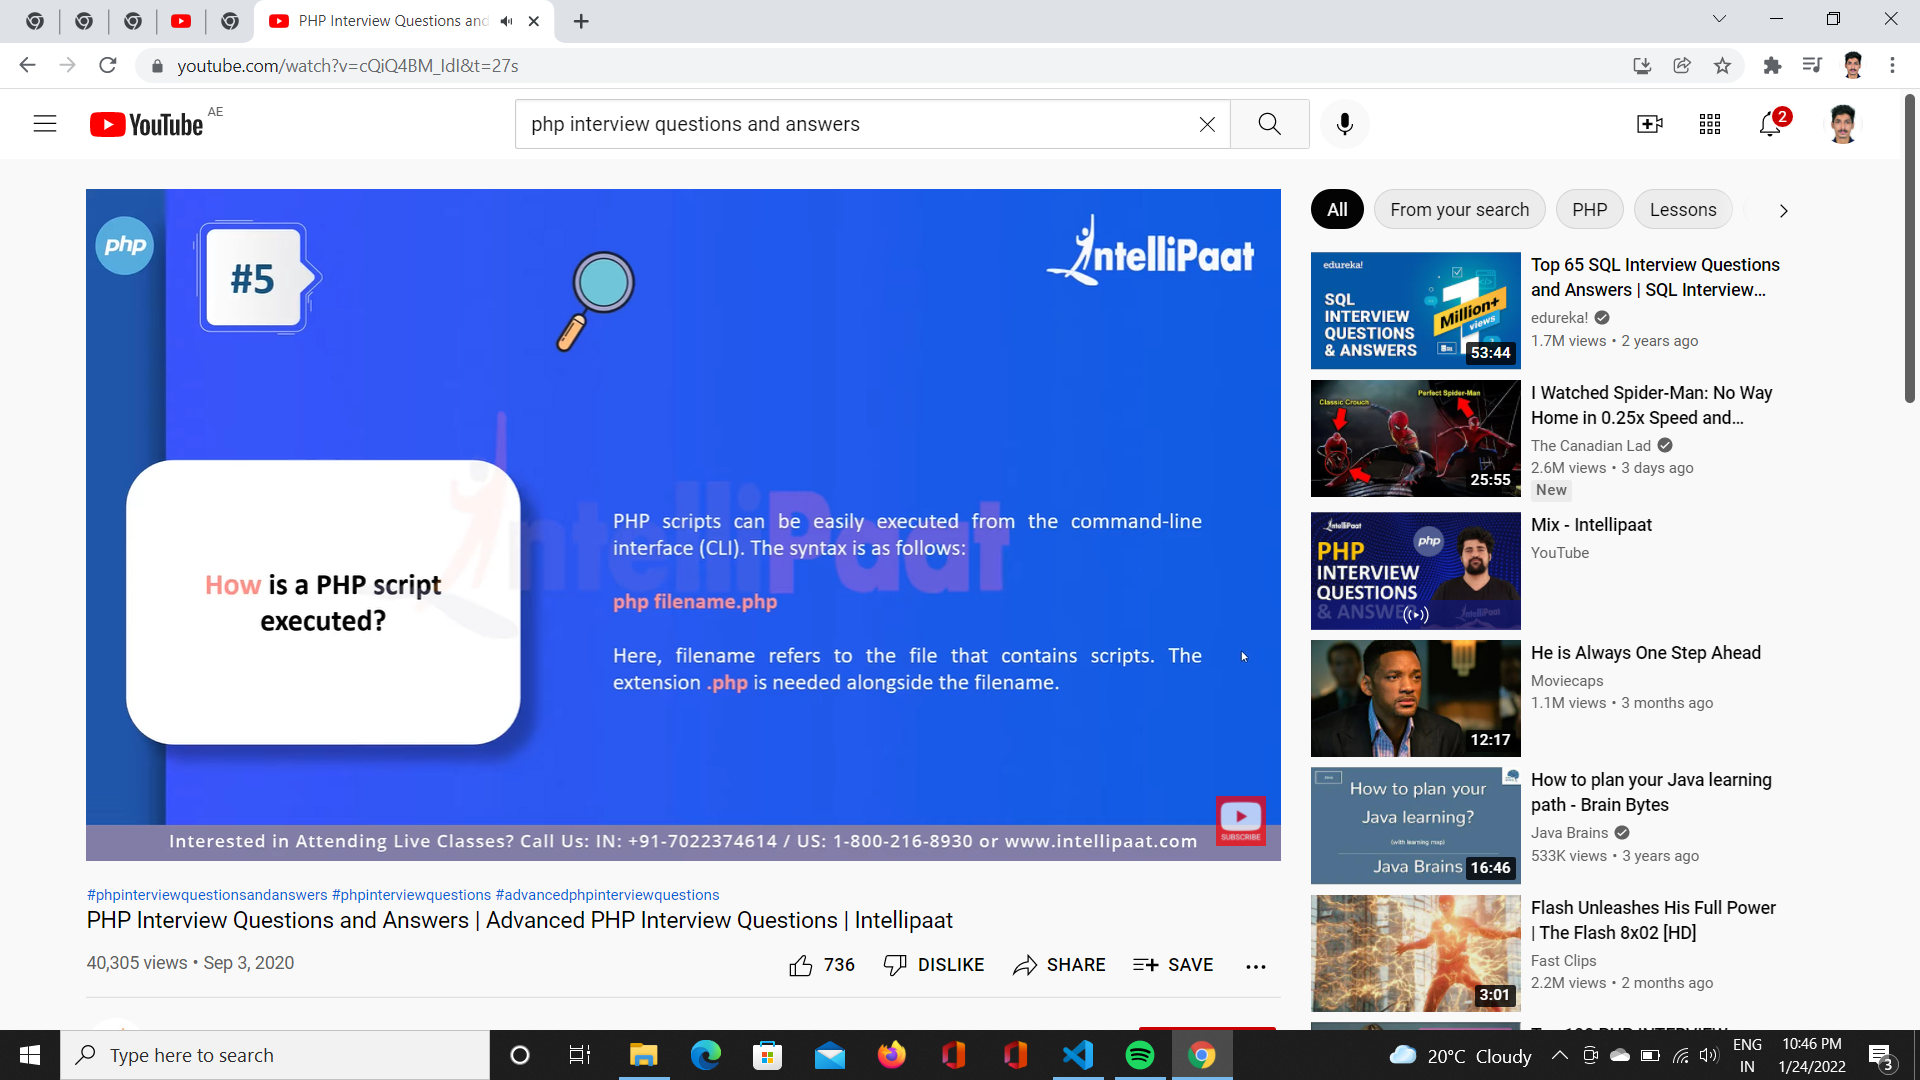 PHP Interview Questions and
youtube.com/watch?v=cQiQ4BM_IdI&t=27s
YouTube AE
php interview questions and answers
2
php
#5
IntelliPaat
How is a PHP script
executed?
PHP scripts can be easily executed from the command-line
interface (CLI). The syntax is as follows:
php filename.php
Here, filename refers to the file that contains scripts. The
extension .php is needed alongside the filename.
IntelliPaat
SUBSCRIBE
Interested in Attending Live Classes? Call Us: IN: +91-7022374614 / US: 1-800-216-8930 or www.intellipaat.com
#phpinterviewquestionsandanswers #phpinterviewquestions #advancedphpinterviewquestions
PHP Interview Questions and Answers | Advanced PHP Interview Questions | Intellipaat
40,305 views • Sep 3, 2020
736 DISLIKE SHARE SAVE
All From your search PHP Lessons
edureka!
SQL
INTERVIEW
QUESTIONS
& ANSWERS
1
Million+
views
53:44
Top 65 SQL Interview Questions
and Answers | SQL Interview...
edureka!
1.7M views • 2 years ago
Classic Crouch
Perfect Spider-Man
25:55
I Watched Spider-Man: No Way
Home in 0.25x Speed and...
The Canadian Lad
2.6M views • 3 days ago
New
IntelliPaat
php
PHP
INTERVIEW
QUESTIONS
& ANSWE
IntelliPaat
Mix - Intellipaat
YouTube
12:17
He is Always One Step Ahead
Moviecaps
1.1M views • 3 months ago
How to plan your
Java learning?
(with learning map)
Java Brains
16:46
How to plan your Java learning
path - Brain Bytes
Java Brains
533K views • 3 years ago
3:01
Flash Unleashes His Full Power
| The Flash 8x02 [HD]
Fast Clips
2.2M views • 2 months ago
Type here to search
20°C Cloudy
ENG
IN
10:46 PM
1/24/2022
3